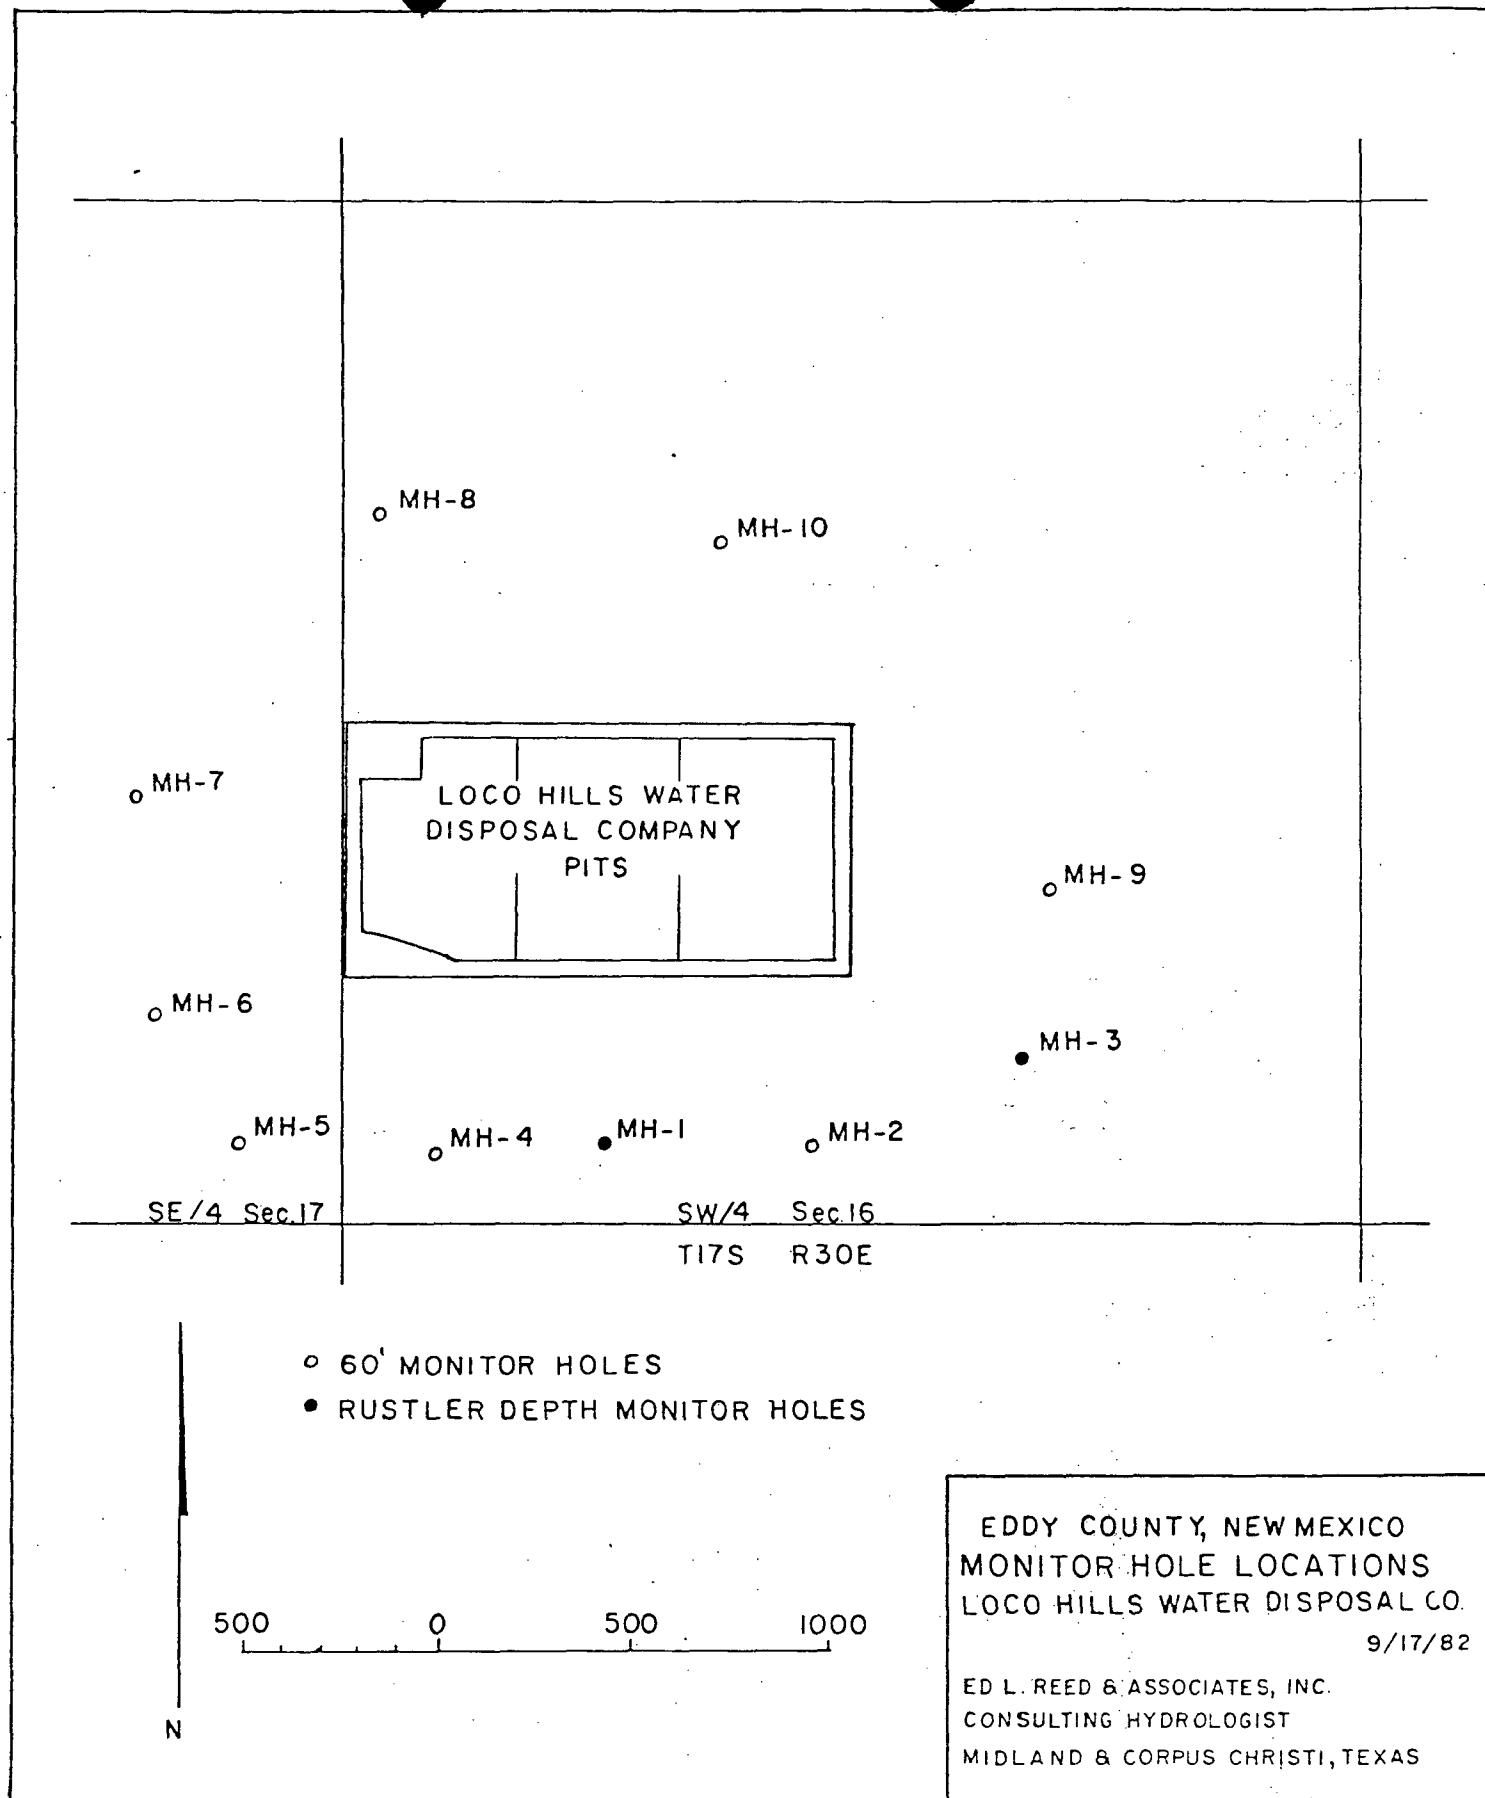 MH-8
MH-10
MH-7
LOCO HILLS WATER
DISPOSAL COMPANY
PITS
MH-9
MH-6
MH-3
MH-5
MH-4
MH-1
MH-2
SE/4 Sec.17
SW/4 Sec.16
T17S R30E
60' MONITOR HOLES
RUSTLER DEPTH MONITOR HOLES
500 0 500 1000
N
EDDY COUNTY, NEW MEXICO
MONITOR HOLE LOCATIONS
LOCO HILLS WATER DISPOSAL CO.
9/17/82
ED L. REED & ASSOCIATES, INC.
CONSULTING HYDROLOGIST
MIDLAND & CORPUS CHRISTI, TEXAS